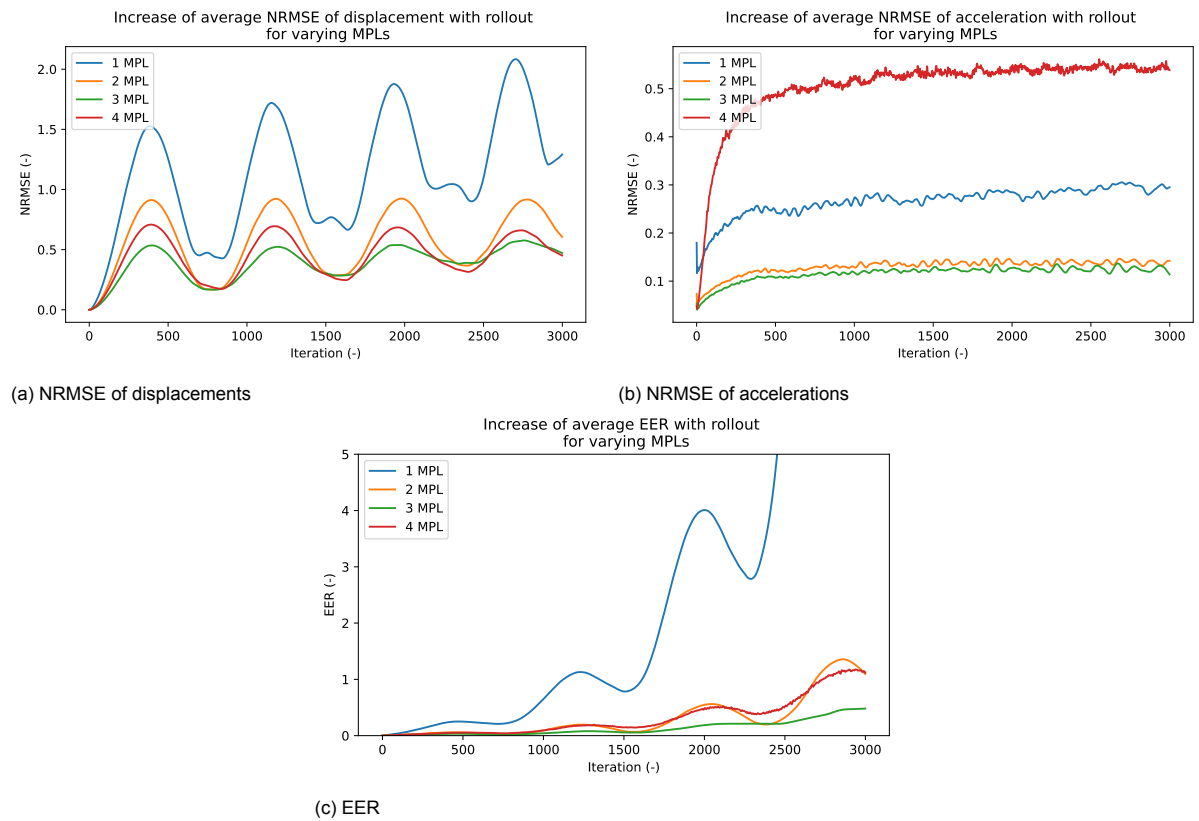 Increase of average NRMSE of displacement with rollout
for varying MPLs
1 MPL
2 MPL
3 MPL
4 MPL
NRMSE (-)
2.0
1.5
1.0
0.5
0.0
0 500 1000 1500 2000 2500 3000
Iteration (-)
(a) NRMSE of displacements
Increase of average NRMSE of acceleration with rollout
for varying MPLs
1 MPL
2 MPL
3 MPL
4 MPL
NRMSE (-)
0.5
0.4
0.3
0.2
0.1
0 500 1000 1500 2000 2500 3000
Iteration (-)
(b) NRMSE of accelerations
Increase of average EER with rollout
for varying MPLs
1 MPL
2 MPL
3 MPL
4 MPL
EER (-)
5
4
3
2
1
0
0 500 1000 1500 2000 2500 3000
Iteration (-)
(c) EER